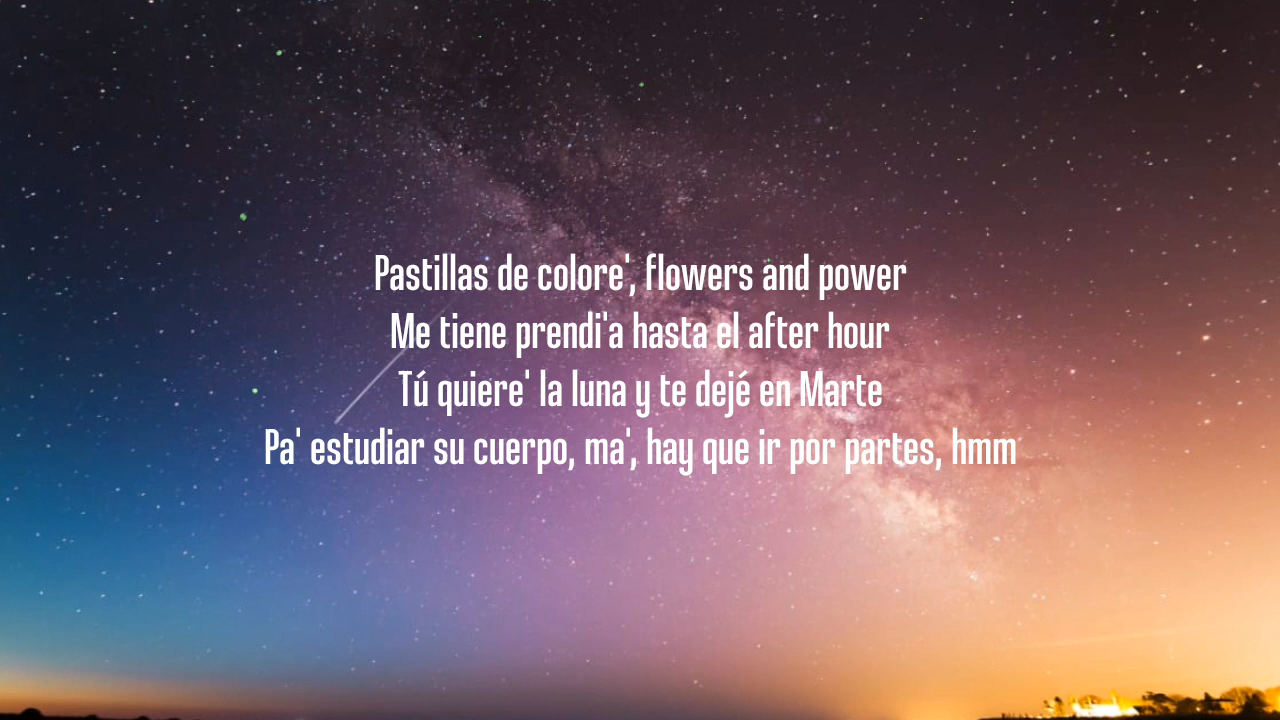 Pastillas de colore', flowers and power
Me tiene prendi'a hasta el after hour
Tú quiere' la luna y te dejé en Marte
Pa' estudiar su cuerpo, ma', hay que ir por partes, hmm